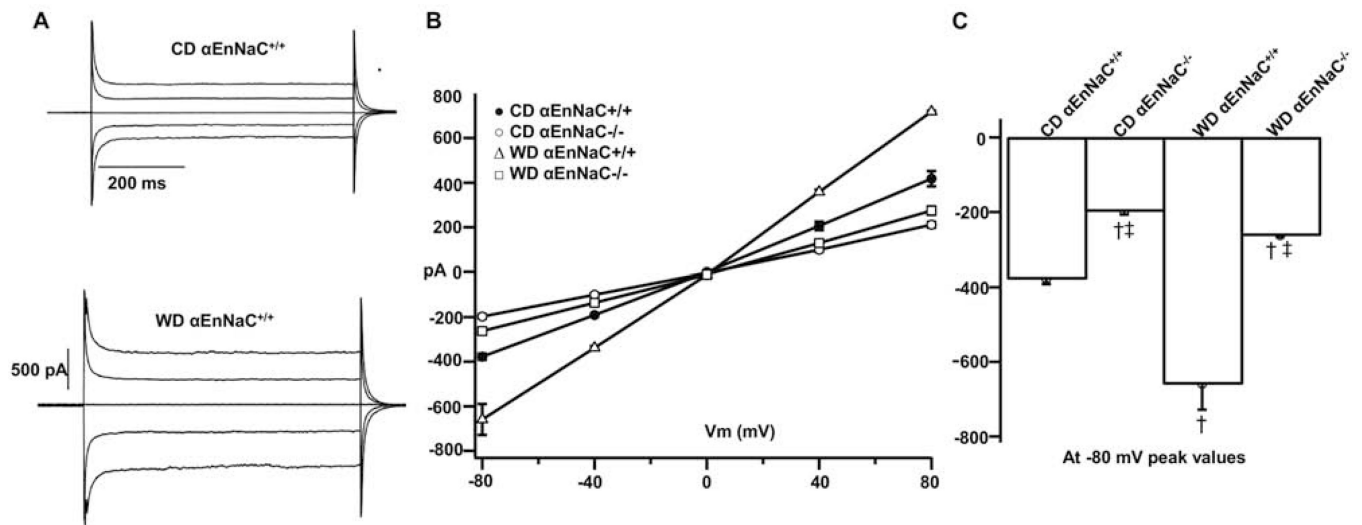 A
CD αEnNaC+/+
200 ms
WD αEnNaC+/+
500 pA
B
800
600
400
200
pA 0
-200
-400
-600
-800
CD αEnNaC+/+
CD αEnNaC-/-
WD αEnNaC+/+
WD αEnNaC-/-
Vm (mV)
-80 -40 0 40 80
C
CD αEnNaC+/+
CD αEnNaC-/-
WD αEnNaC+/+
WD αEnNaC-/-
0
-200
-400
-600
-800
†‡
†
† ‡
At -80 mV peak values